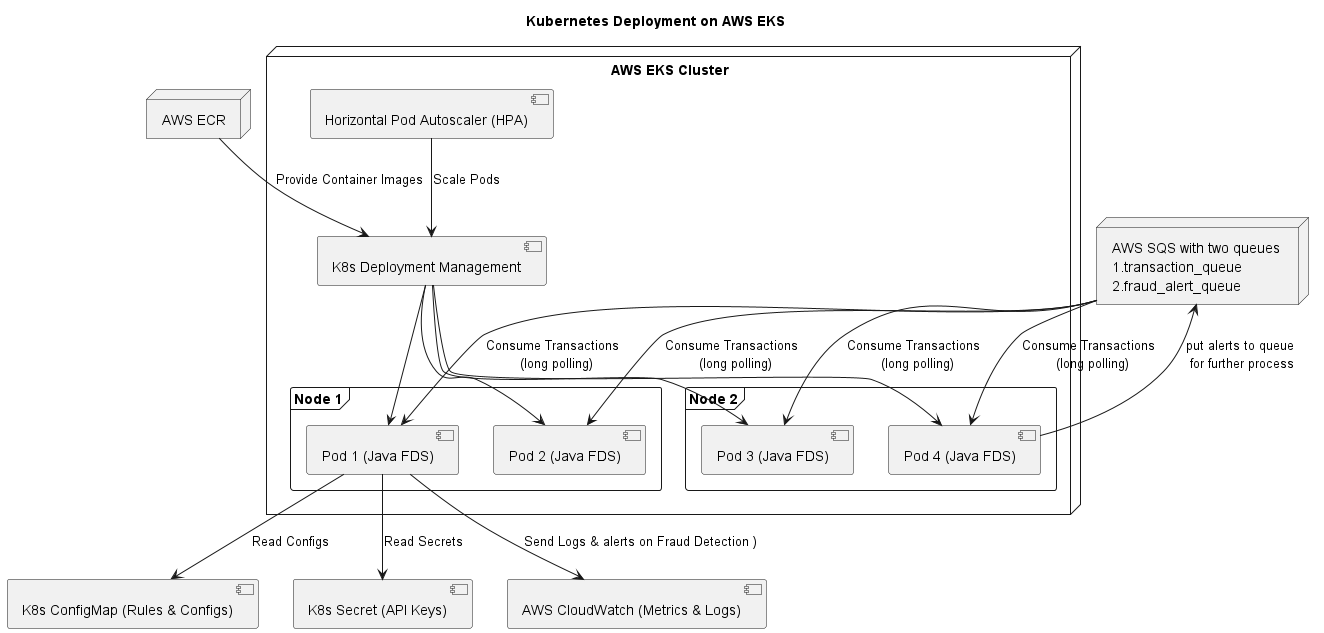 Kubernetes Deployment on AWS EKS
AWS EKS Cluster
AWS ECR
Horizontal Pod Autoscaler (HPA)
Provide Container Images
Scale Pods
K8s Deployment Management
AWS SQS with two queues
1.transaction_queue
2.fraud_alert_queue
Consume Transactions
(long polling)
Consume Transactions
(long polling)
Consume Transactions
(long polling)
Consume Transactions
(long polling)
put alerts to queue
for further process
Node 1
Node 2
Pod 1 (Java FDS)
Pod 2 (Java FDS)
Pod 3 (Java FDS)
Pod 4 (Java FDS)
Read Configs
Read Secrets
Send Logs & alerts on Fraud Detection )
K8s ConfigMap (Rules & Configs)
K8s Secret (API Keys)
AWS CloudWatch (Metrics & Logs)